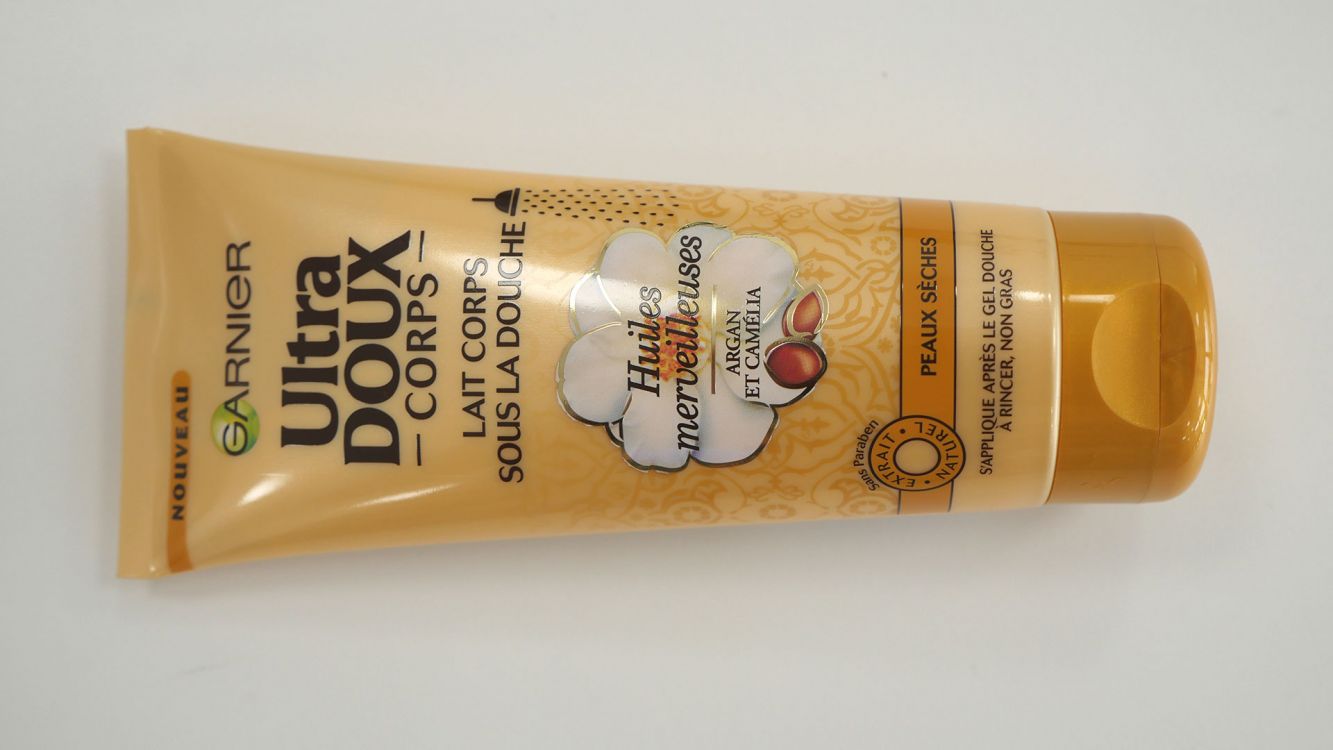 NOUVEAU
GARNIER
Ultra
DOUX
CORPS
LAIT CORPS
SOUS LA DOUCHE
Huiles
merveilleuses
ARGAN
ET CAMÉLIA
Sans Paraben
EXTRAIT • NATUREL •
PEAUX SÈCHES
S'APPLIQUE APRÈS LE GEL DOUCHE
À RINCER, NON GRAS